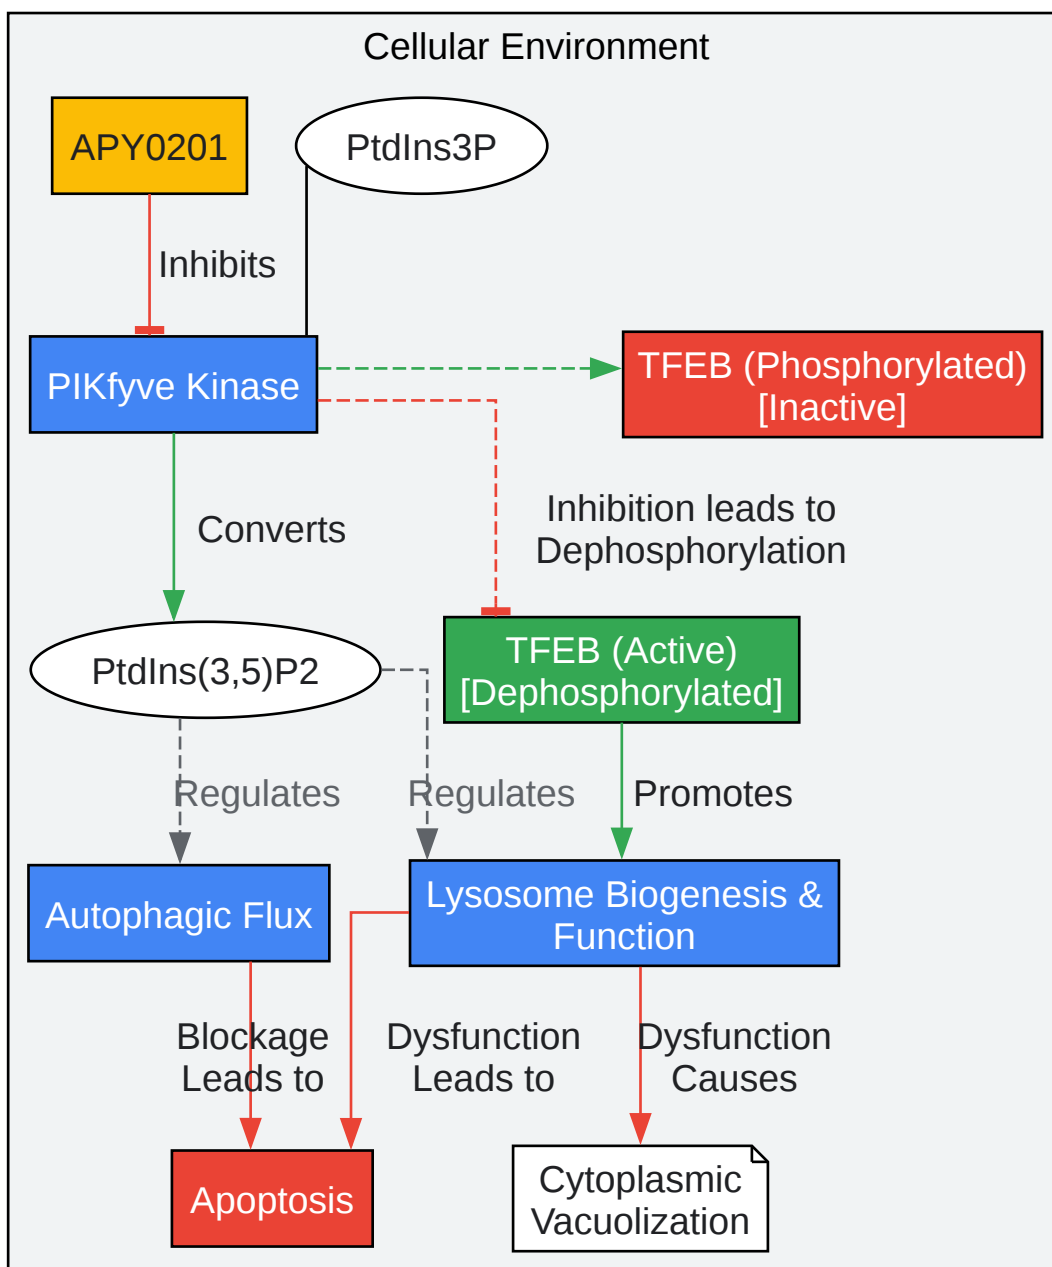 Cellular Environment
APY0201
PtdIns3P
Inhibits
PIKfyve Kinase
TFEB (Phosphorylated)
[Inactive]
Converts
Inhibition leads to
Dephosphorylation
PtdIns(3,5)P2
TFEB (Active)
[Dephosphorylated]
Regulates
Regulates
Promotes
Autophagic Flux
Lysosome Biogenesis &
Function
Blockage
Leads to
Dysfunction
Leads to
Dysfunction
Causes
Apoptosis
Cytoplasmic
Vacuolization